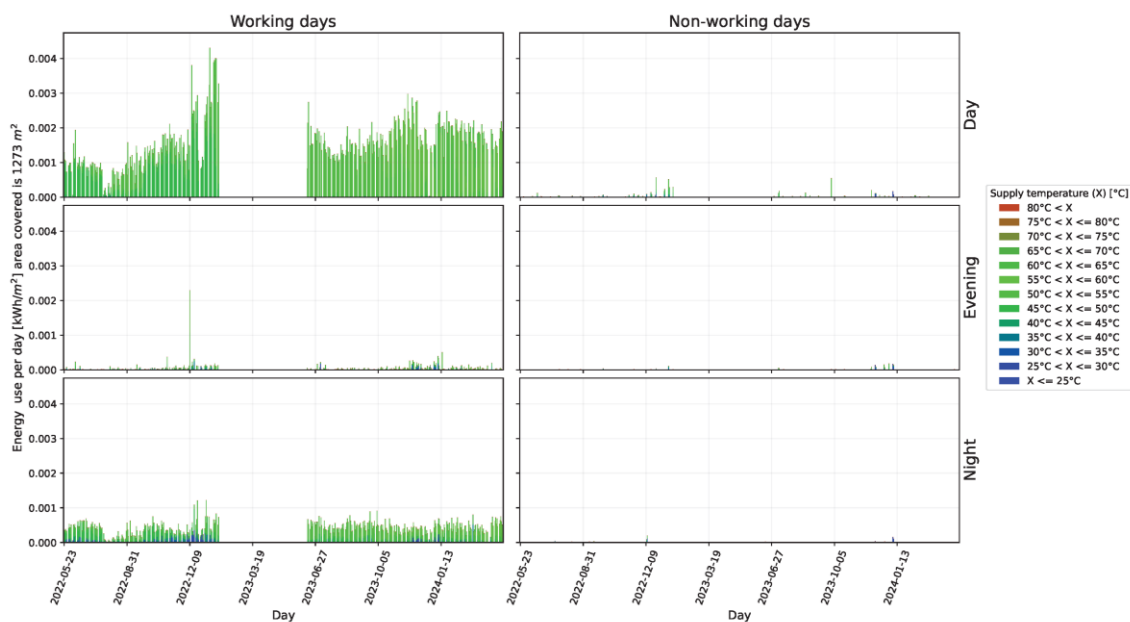 Working days
Non-working days
Energy use per day [kWh/m²] area covered is 1273 m²
0.004
0.003
0.002
0.001
0.000
Day
0.004
0.003
0.002
0.001
0.000
Evening
0.004
0.003
0.002
0.001
0.000
Night
2022-05-23
2022-08-31
2022-12-09
2023-03-19
2023-06-27
2023-10-05
2024-01-13
2022-05-23
2022-08-31
2022-12-09
2023-03-19
2023-06-27
2023-10-05
2024-01-13
Day
Day
Supply temperature (X) [°C]
80°C < X
75°C < X <= 80°C
70°C < X <= 75°C
65°C < X <= 70°C
60°C < X <= 65°C
55°C < X <= 60°C
50°C < X <= 55°C
45°C < X <= 50°C
40°C < X <= 45°C
35°C < X <= 40°C
30°C < X <= 35°C
25°C < X <= 30°C
X <= 25°C